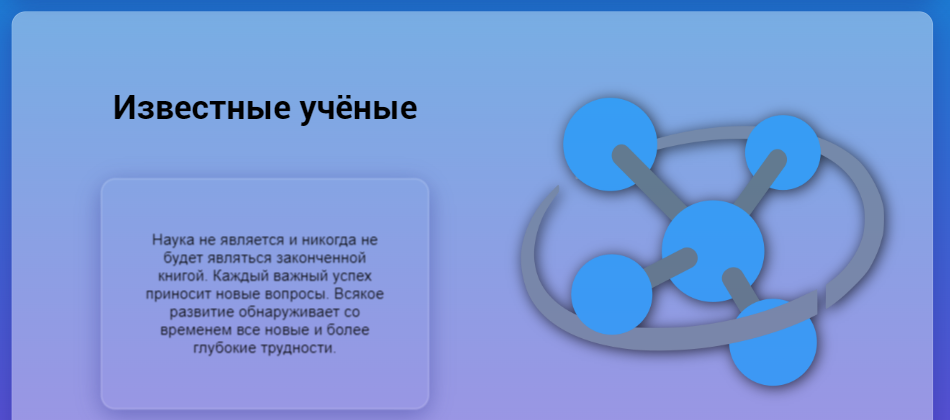 Известные учёные
Наука не является и никогда не
будет являться законченной
книгой. Каждый важный успех
приносит новые вопросы. Всякое
развитие обнаруживает со
временем все новые и более
глубокие трудности.